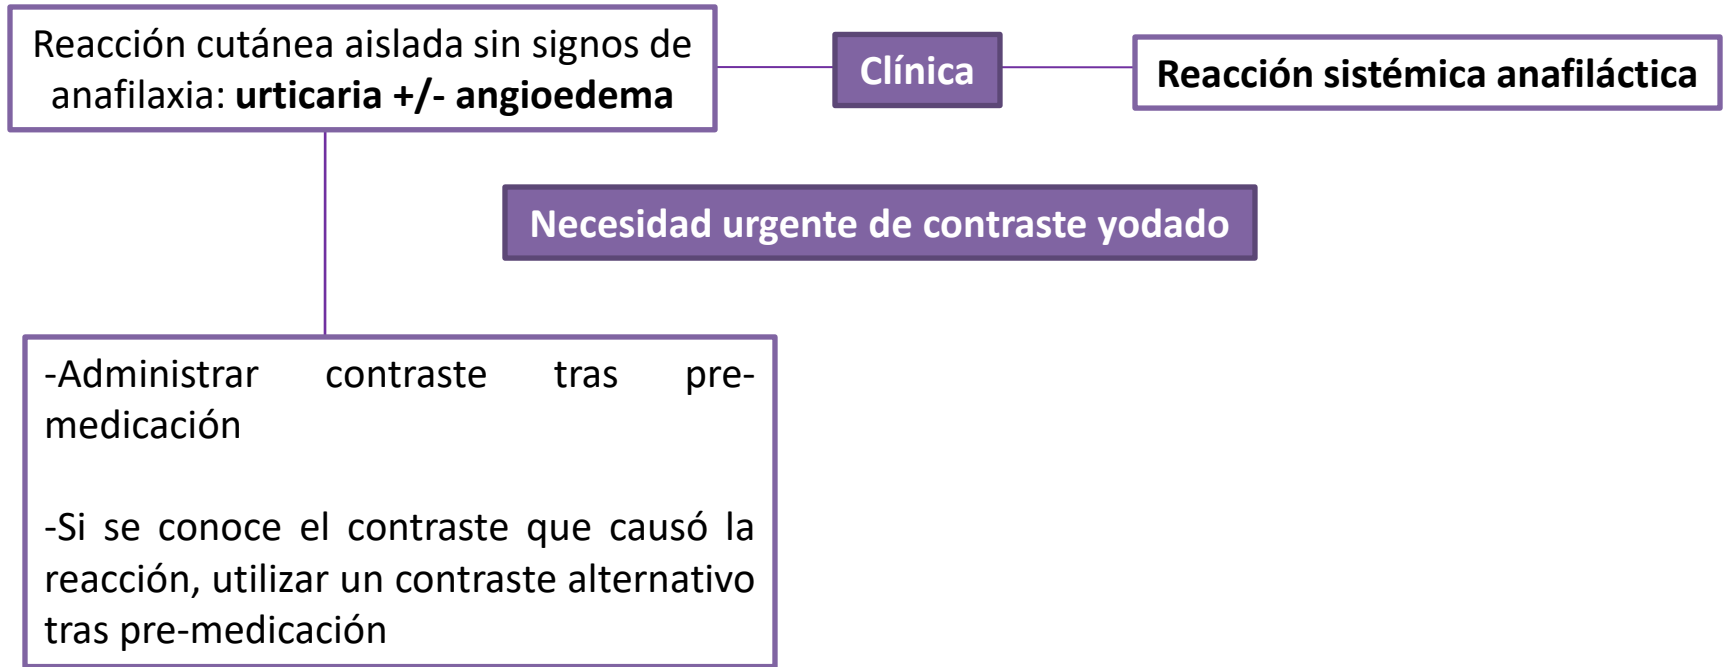 Reacción cutánea aislada sin signos de
anafilaxia: urticaria +/- angioedema
Clínica
Reacción sistémica anafiláctica
Necesidad urgente de contraste yodado
-Administrar contraste tras pre-
medicación
-Si se conoce el contraste que causó la
reacción, utilizar un contraste alternativo
tras pre-medicación